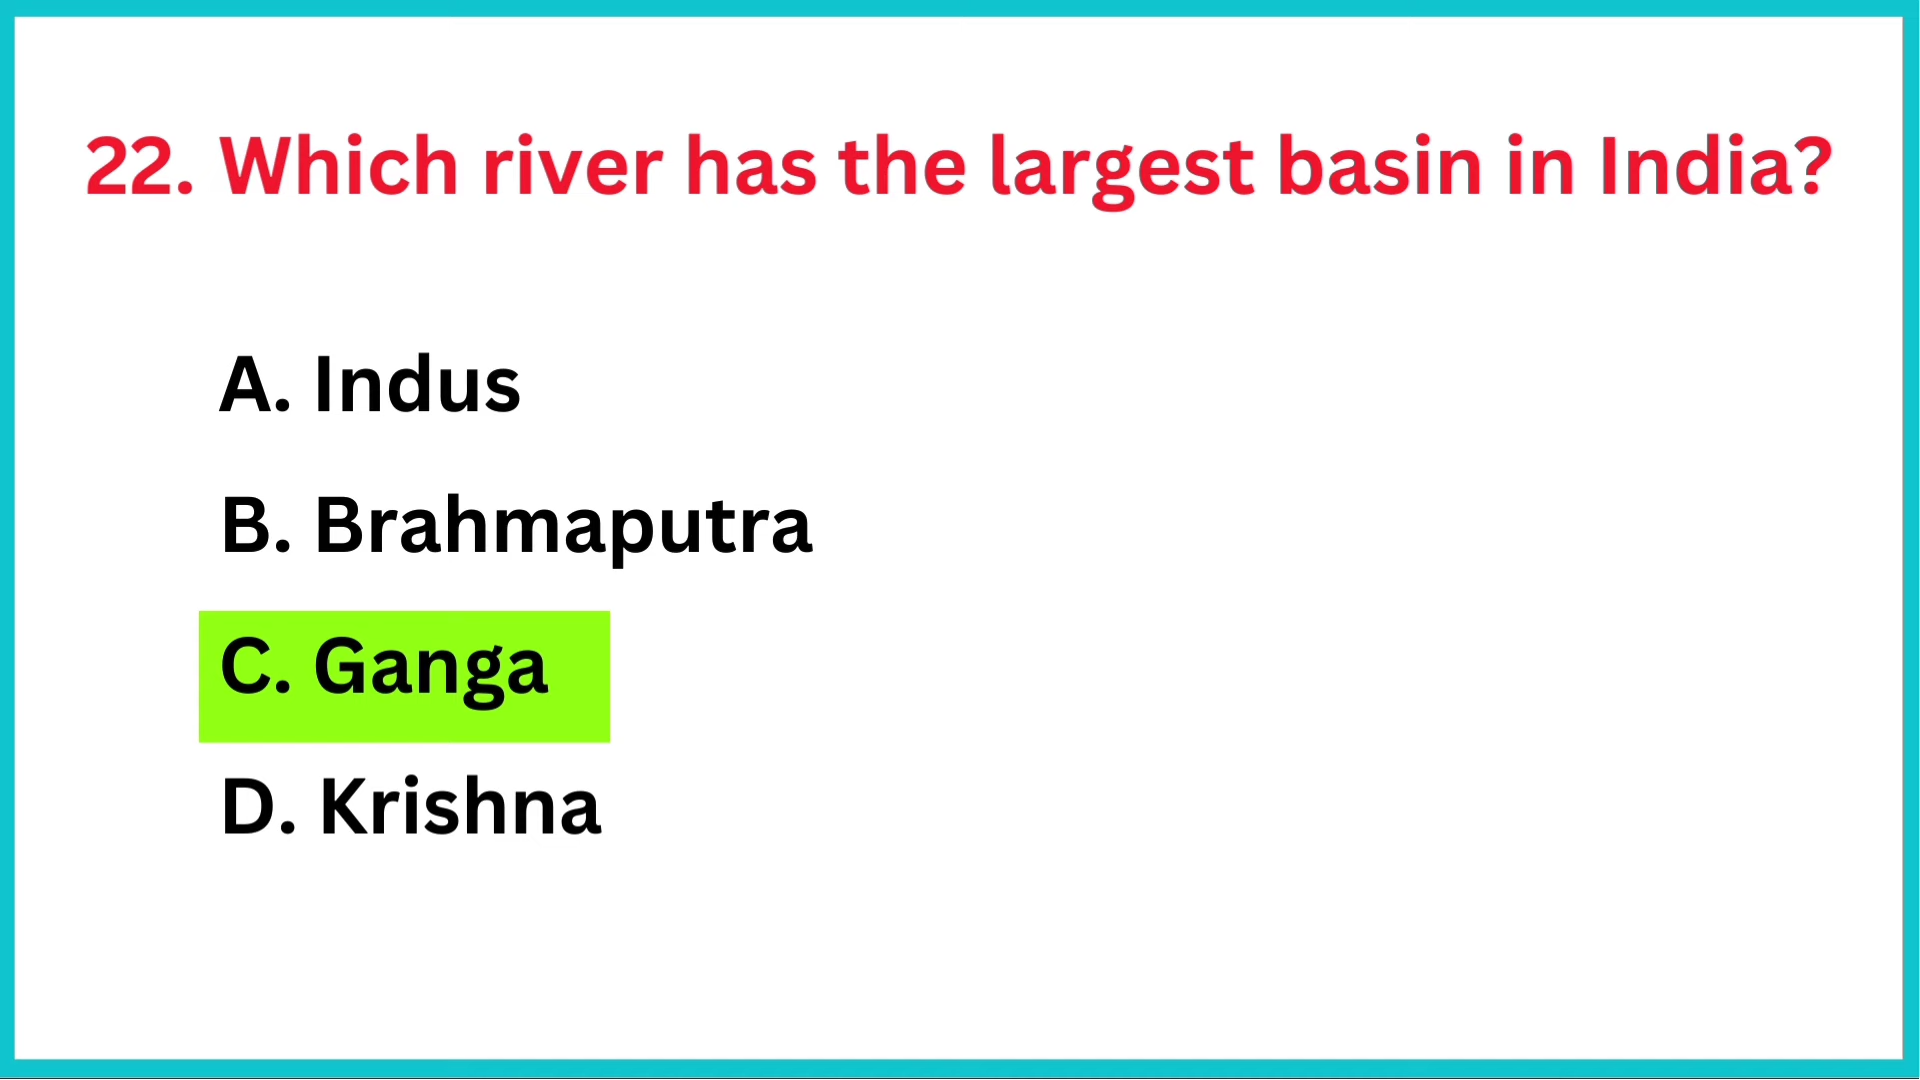 22. Which river has the largest basin in India?
A. Indus
B. Brahmaputra
C. Ganga
D. Krishna